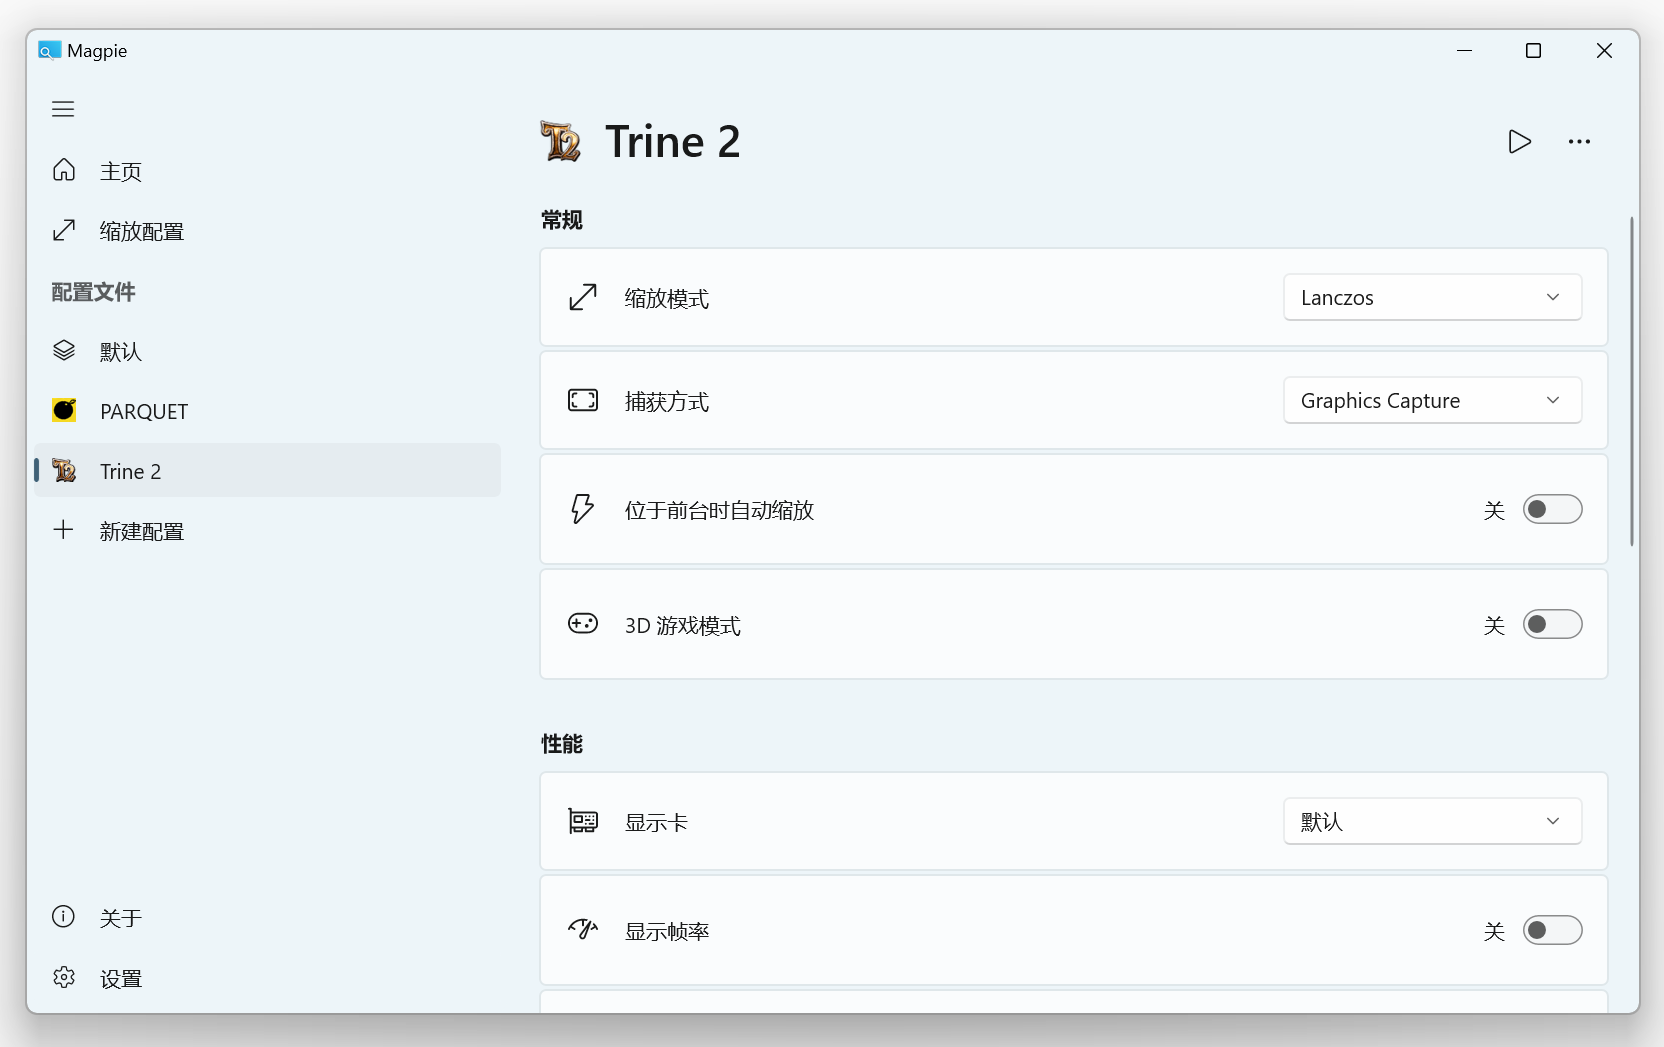 Magpie
主页
缩放配置
配置文件
默认
PARQUET
Trine 2
新建配置
关于
设置
Trine 2
常规
缩放模式
Lanczos
捕获方式
Graphics Capture
位于前台时自动缩放
关
3D 游戏模式
关
性能
显示卡
默认
显示帧率
关